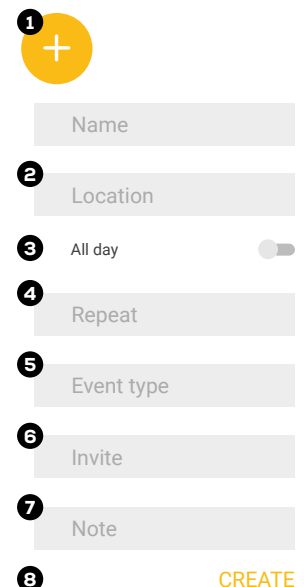 1
+
Name
2
Location
3 All day
4
Repeat
5
Event type
6
Invite
7
Note
8 CREATE